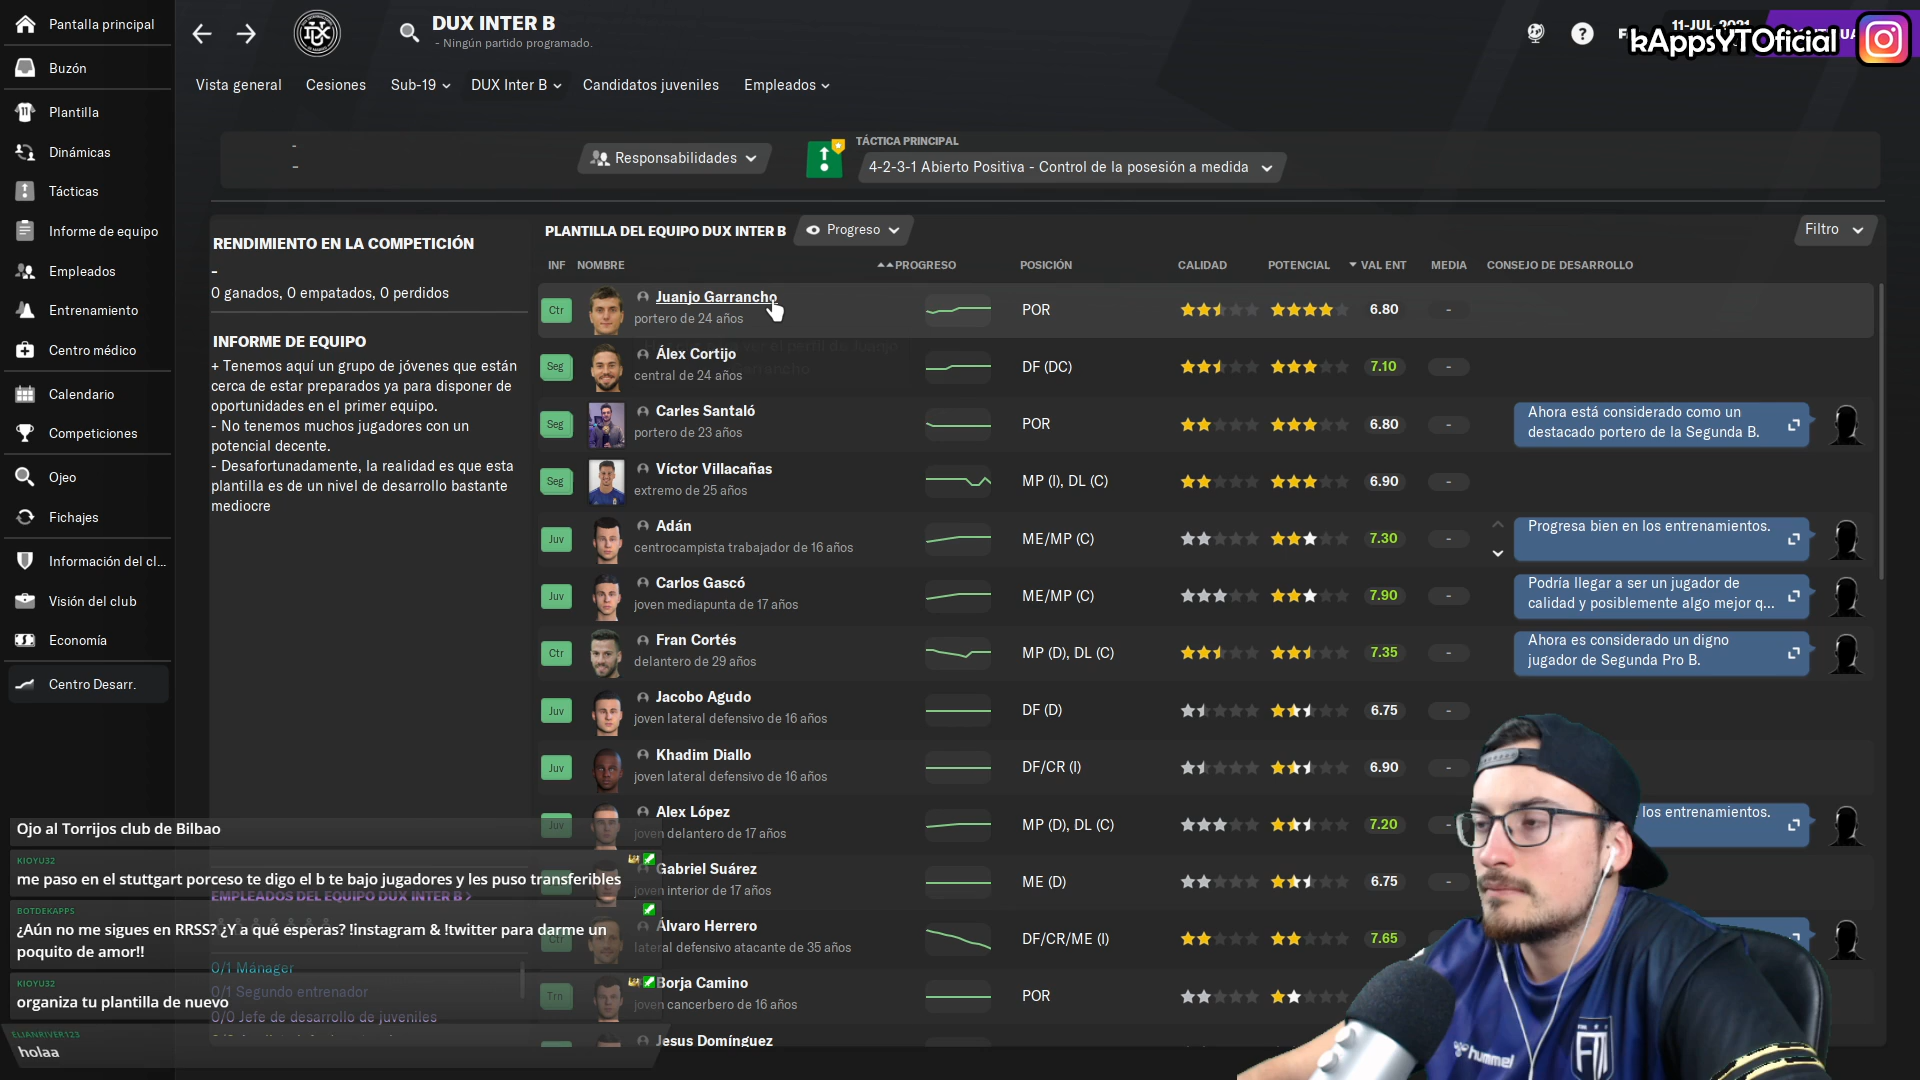 Pantalla principal
Buzón
Plantilla
Dinámicas
Tácticas
Informe de equipo
Empleados
Entrenamiento
Centro médico
Calendario
Competiciones
Ojeo
Fichajes
Información del cl...
Visión del club
Economía
Centro Desarr.
DUX INTER B
- Ningún partido programado.
11-JUL-2021
kAppsYTOficial
Vista general
Cesiones
Sub-19
DUX Inter B
Candidatos juveniles
Empleados
-
-
Responsabilidades
TÁCTICA PRINCIPAL
4-2-3-1 Abierto Positiva - Control de la posesión a medida
RENDIMIENTO EN LA COMPETICIÓN
-
0 ganados, 0 empatados, 0 perdidos
INFORME DE EQUIPO
+ Tenemos aquí un grupo de jóvenes que están
cerca de estar preparados ya para disponer de
oportunidades en el primer equipo.
- No tenemos muchos jugadores con un
potencial decente.
- Desafortunadamente, la realidad es que esta
plantilla es de un nivel de desarrollo bastante
mediocre
PLANTILLA DEL EQUIPO DUX INTER B
Progreso
Filtro
INF NOMBRE PROGRESO POSICIÓN CALIDAD POTENCIAL VAL ENT MEDIA CONSEJO DE DESARROLLO
Ctr Juanjo Garrancho POR 6.80 -
portero de 24 años
Seg Álex Cortijo DF (DC) 7.10 -
central de 24 años
Seg Carles Santaló POR 6.80 -
portero de 23 años
Ahora está considerado como un
destacado portero de la Segunda B.
Seg Víctor Villacañas MP (I), DL (C) 6.90 -
extremo de 25 años
Juv Adán ME/MP (C) 7.30 -
centrocampista trabajador de 16 años
Progresa bien en los entrenamientos.
Juv Carlos Gascó ME/MP (C) 7.90 -
joven mediapunta de 17 años
Podría llegar a ser un jugador de
calidad y posiblemente algo mejor q...
Ctr Fran Cortés MP (D), DL (C) 7.35 -
delantero de 29 años
Ahora es considerado un digno
jugador de Segunda Pro B.
Juv Jacobo Agudo DF (D) 6.75 -
joven lateral defensivo de 16 años
Juv Khadim Diallo DF/CR (I) 6.90 -
joven lateral defensivo de 16 años
Juv Alex López MP (D), DL (C) 7.20 -
joven delantero de 17 años
los entrenamientos.
Gabriel Suárez ME (D) 6.75 -
joven interior de 17 años
Ctr Álvaro Herrero DF/CR/ME (I) 7.65 -
lateral defensivo atacante de 35 años
Trn Borja Camino POR
joven cancerbero de 16 años
Jesus Domínguez
Ojo al Torrijos club de Bilbao
KIOYU32
me paso en el stuttgart porceso te digo el b te bajo jugadores y les puso transferibles
EMPLEADOS DEL EQUIPO DUX INTER B >
BOTDEKAPPS
¿Aún no me sigues en RRSS? ¿Y a qué esperas? !instagram & !twitter para darme un
poquito de amor!!
0/1 Mánager
KIOYU32
0/1 Segundo entrenador
organiza tu plantilla de nuevo
0/0 Jefe de desarrollo de juveniles
ELIANRIVER123
holaa
hummel